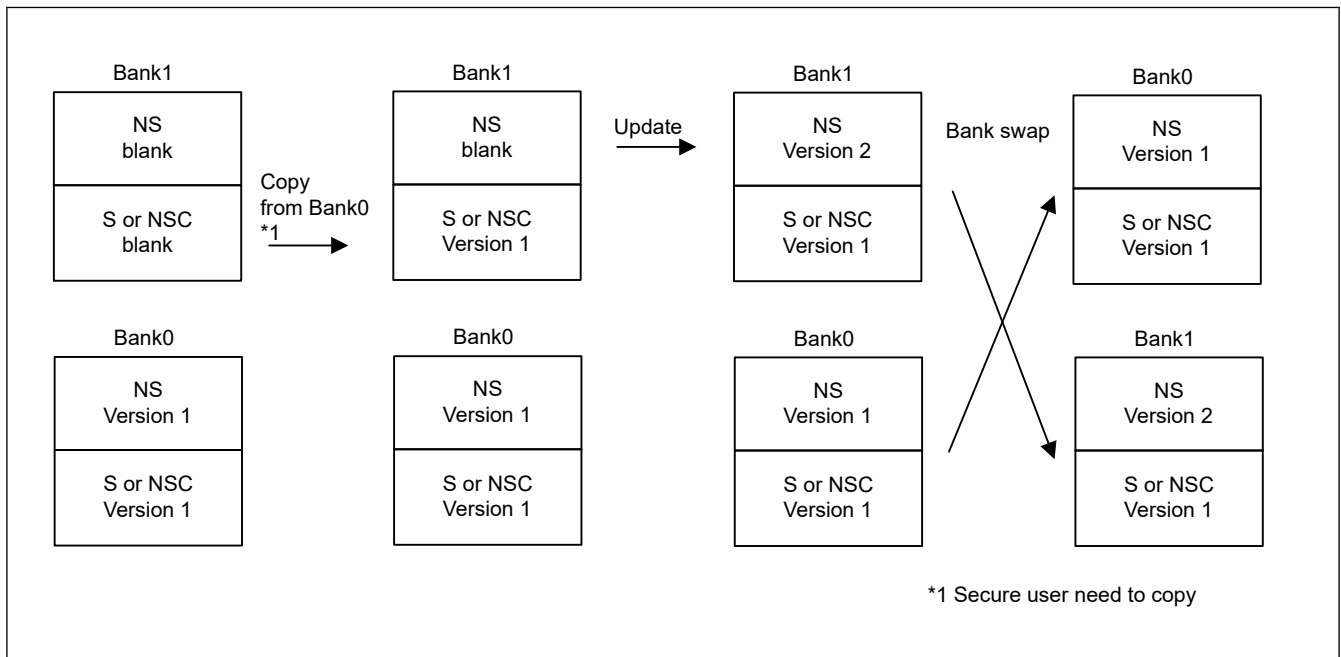 Bank1
NS
blank
S or NSC
blank
Bank0
NS
Version 1
S or NSC
Version 1
Copy
from Bank0
*1
Bank1
NS
blank
S or NSC
Version 1
Bank0
NS
Version 1
S or NSC
Version 1
Update
Bank1
NS
Version 2
S or NSC
Version 1
Bank0
NS
Version 1
S or NSC
Version 1
Bank swap
Bank0
NS
Version 1
S or NSC
Version 1
Bank1
NS
Version 2
S or NSC
Version 1
*1 Secure user need to copy